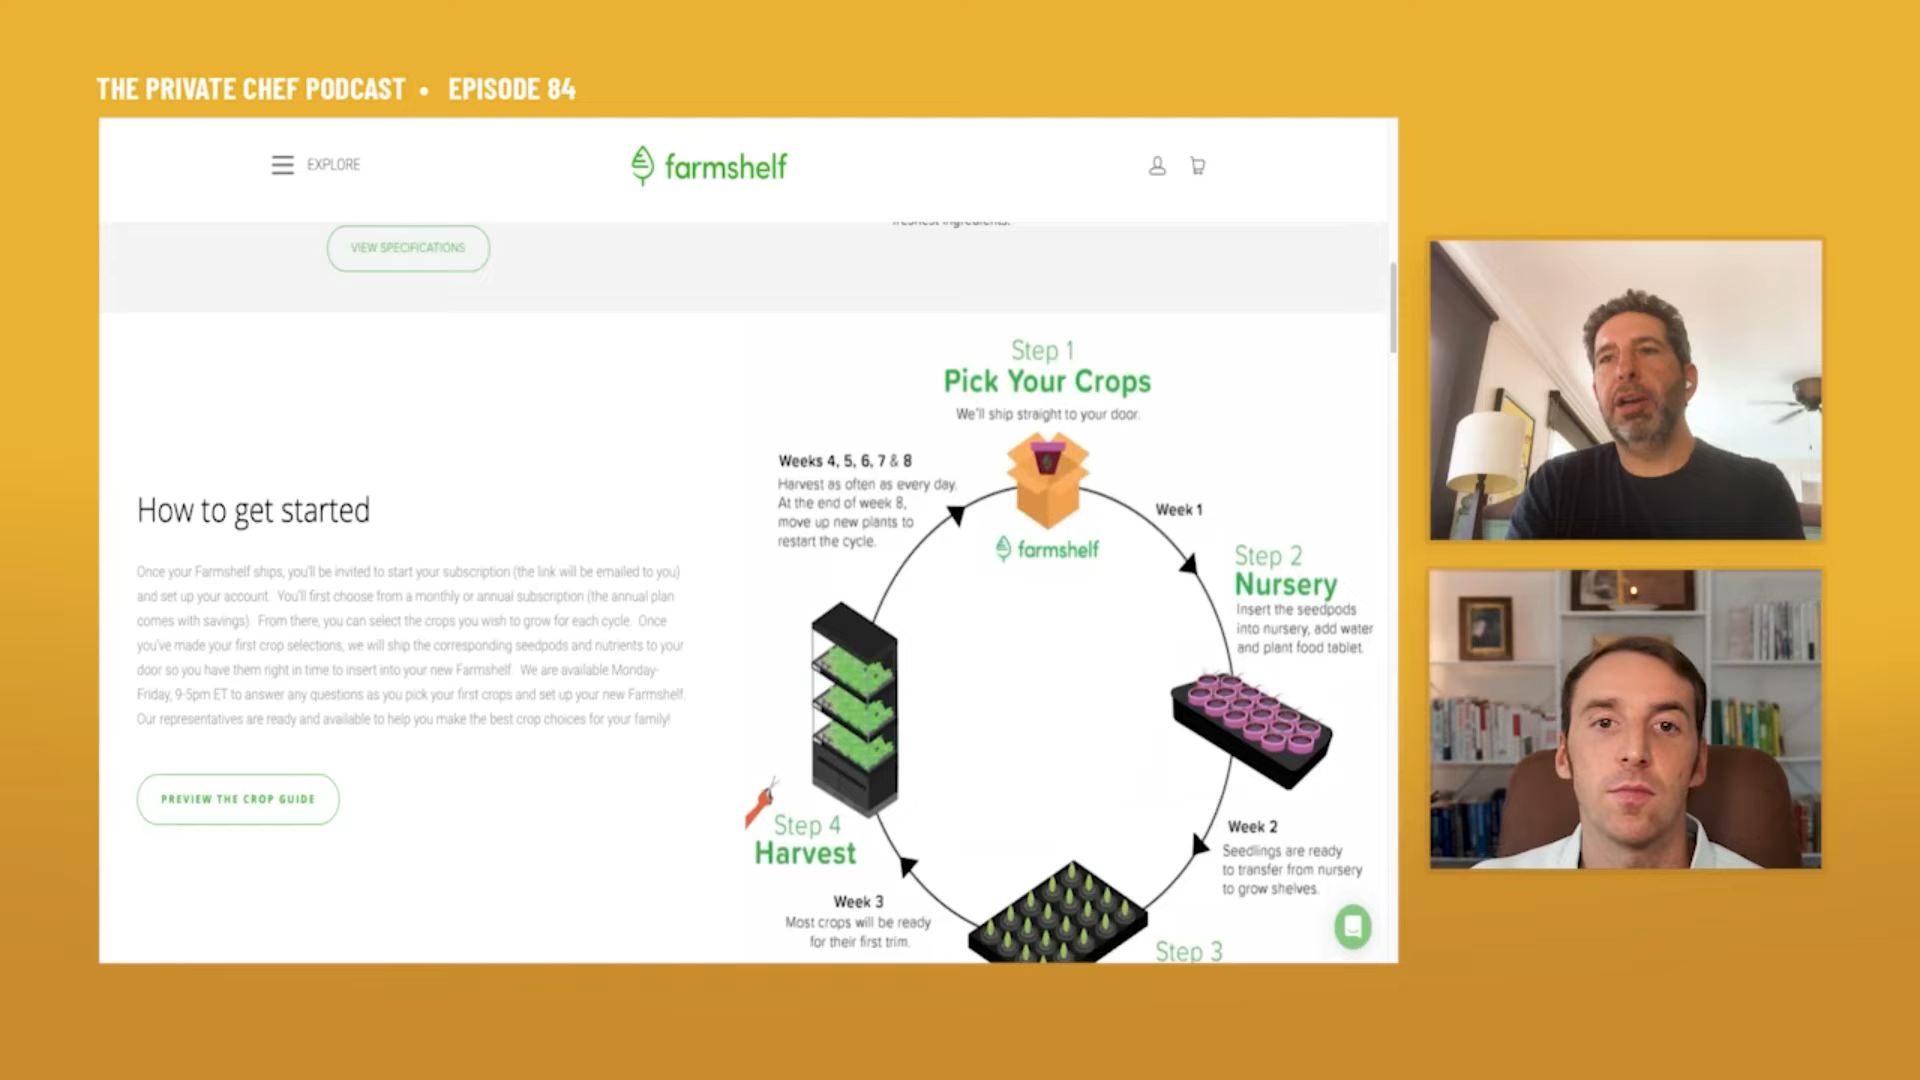 THE PRIVATE CHEF PODCAST • EPISODE 84
EXPLORE
farmshelf
freshest ingredients.
VIEW SPECIFICATIONS
How to get started
Once your Farmshelf ships, you'll be invited to start your subscription (the link will be emailed to you)
and set up your account. You'll first choose from a monthly or annual subscription (the annual plan
comes with savings). From there, you can select the crops you wish to grow for each cycle. Once
you've made your first crop selections, we will ship the corresponding seedpods and nutrients to your
door so you have them right in time to insert into your new Farmshelf. We are available Monday-
Friday, 9-5pm ET to answer any questions as you pick your first crops and set up your new Farmshelf.
Our representatives are ready and available to help you make the best crop choices for your family!
PREVIEW THE CROP GUIDE
Step 1
Pick Your Crops
We'll ship straight to your door.
farmshelf
Week 1
Step 2
Nursery
Insert the seedpods
into nursery, add water
and plant food tablet.
Week 2
Seedlings are ready
to transfer from nursery
to grow shelves.
Step 3
Week 3
Most crops will be ready
for their first trim.
Step 4
Harvest
Weeks 4, 5, 6, 7 & 8
Harvest as often as every day.
At the end of week 8,
move up new plants to
restart the cycle.